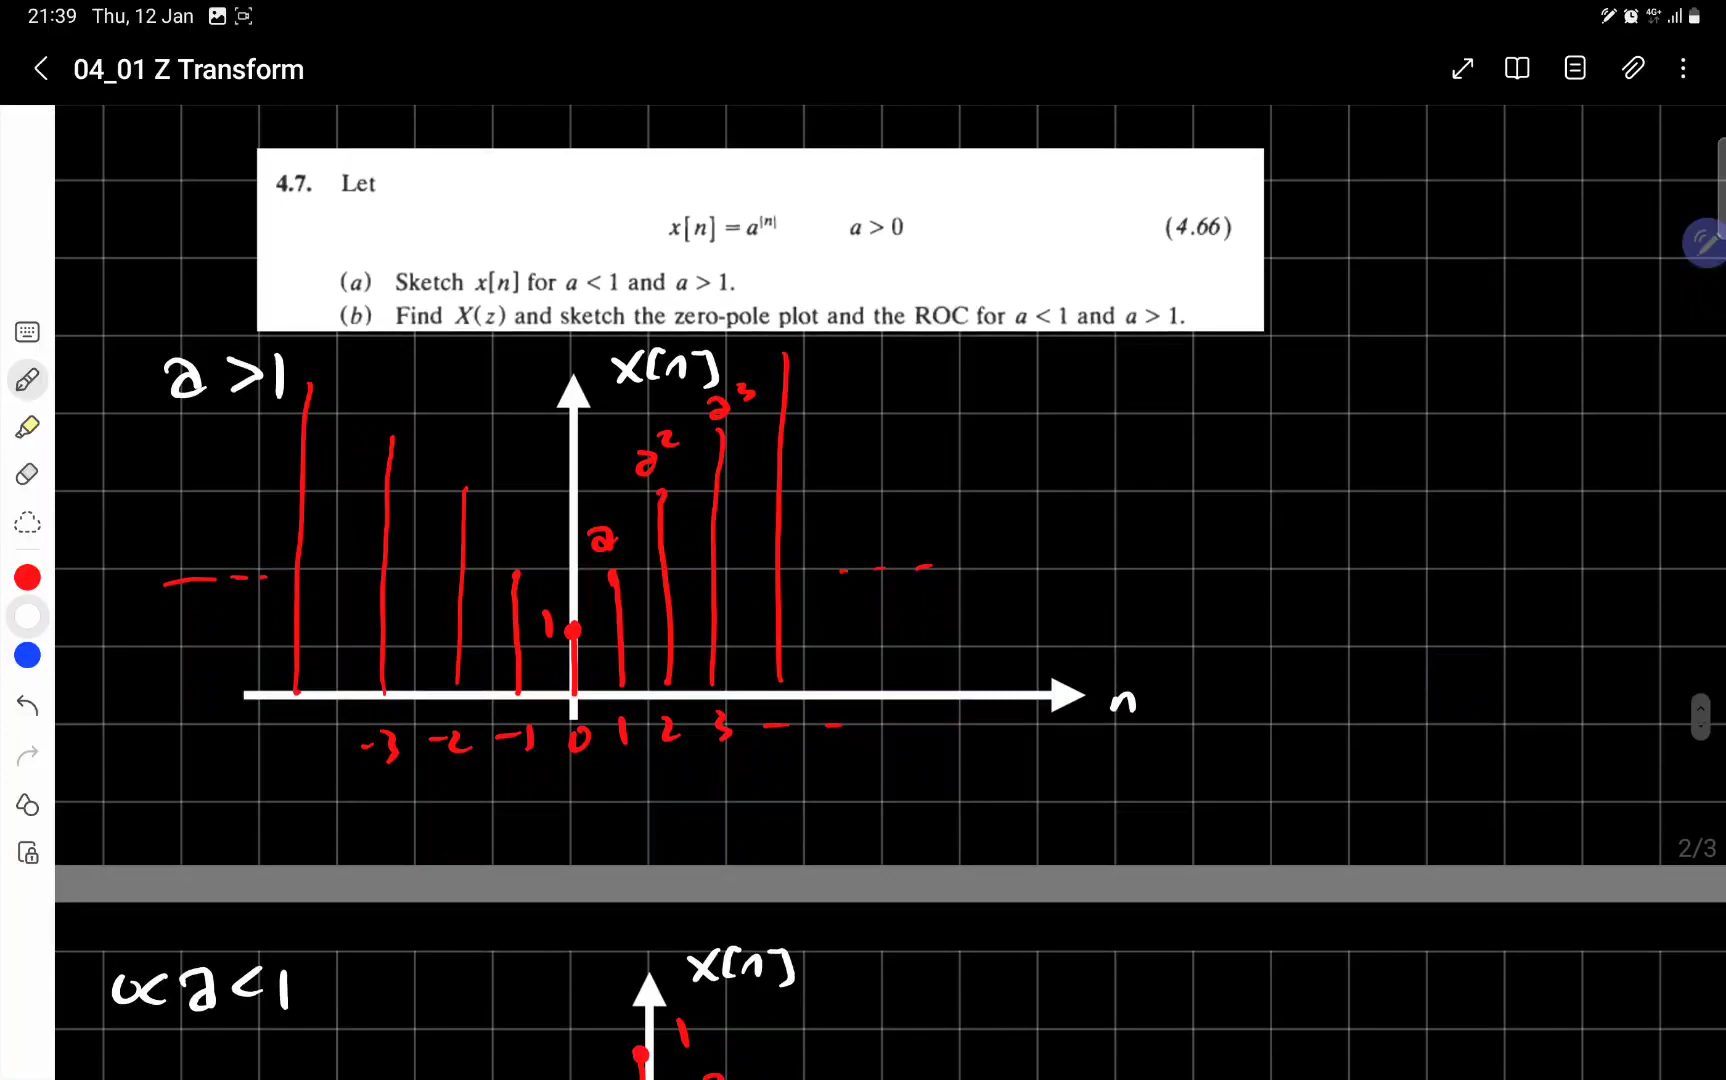 21:39 Thu, 12 Jan 4G+
04_01 Z Transform
4.7. Let
x[n] = a^|n| a > 0 (4.66)
(a) Sketch x[n] for a < 1 and a > 1.
(b) Find X(z) and sketch the zero-pole plot and the ROC for a < 1 and a > 1.
a > 1
x[n]
a^3
a^2
a
1
n
-3 -2 -1 0 1 2 3 - -
2/3
0<a<1
x[n]
1